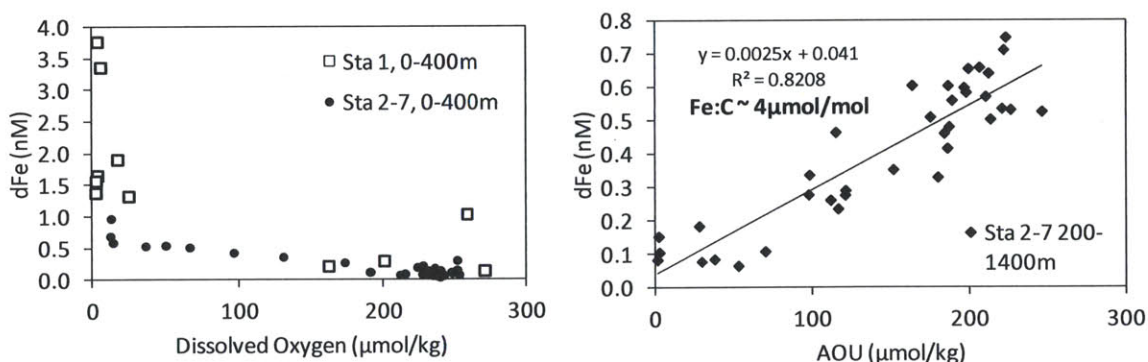 4.0
3.5
3.0
2.5
2.0
1.5
1.0
0.5
0.0
dFe (nM)
□ Sta 1, 0-400m
● Sta 2-7, 0-400m
0 100 200 300
Dissolved Oxygen (μmol/kg)
0.8
0.7
0.6
0.5
0.4
0.3
0.2
0.1
0.0
dFe (nM)
y = 0.0025x + 0.041
R² = 0.8208
Fe:C ~ 4μmol/mol
◆ Sta 2-7 200-
1400m
0 100 200 300
AOU (μmol/kg)